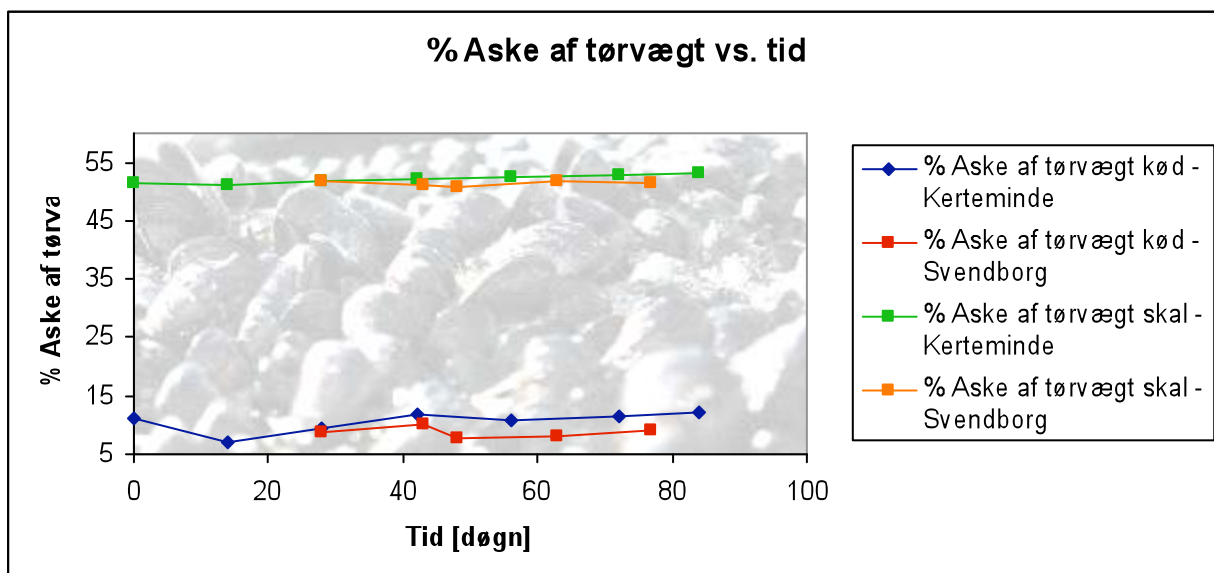 % Aske af tørvægt vs. tid
% Aske af tørva
55
45
35
25
15
5
0 20 40 60 80 100
Tid [døgn]
% Aske af tørvægt kød -
Kerteminde
% Aske af tørvægt kød -
Svendborg
% Aske af tørvægt skal -
Kerteminde
% Aske af tørvægt skal -
Svendborg